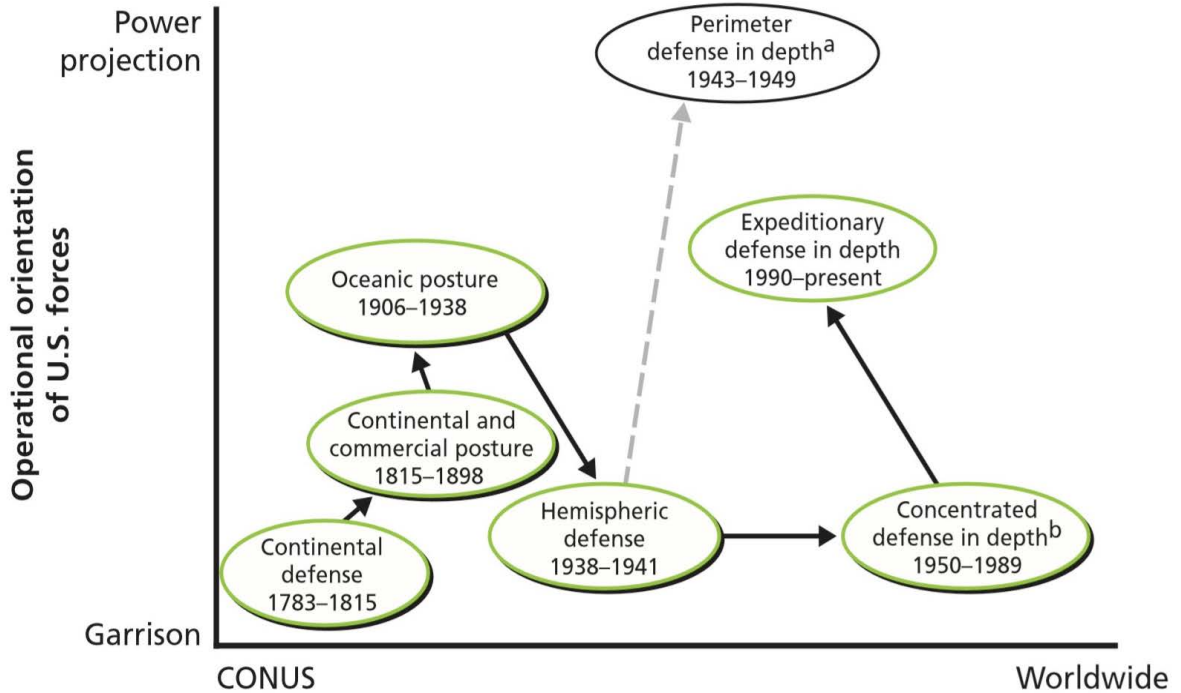 Power
projection
Operational orientation
of U.S. forces
Garrison
CONUS
Worldwide
Perimeter
defense in depthᵃ
1943–1949
Expeditionary
defense in depth
1990–present
Oceanic posture
1906–1938
Continental and
commercial posture
1815–1898
Continental
defense
1783–1815
Hemispheric
defense
1938–1941
Concentrated
defense in depthᵇ
1950–1989